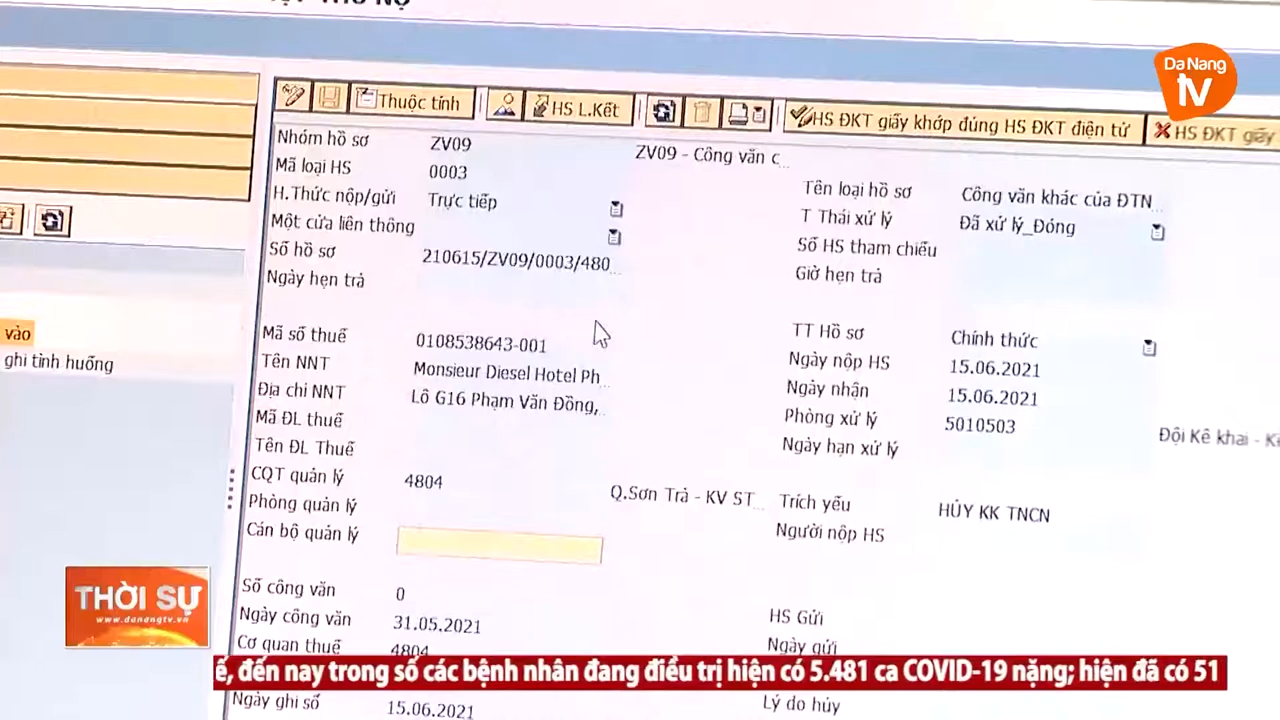 Da Nang
tv
Thuộc tính
HS L.Kết
HS ĐKT giấy khớp đúng HS ĐKT điện tử
HS ĐKT giấy
Nhóm hồ sơ ZV09 ZV09 - Công văn c...
Mã loại HS 0003 Tên loại hồ sơ Công văn khác của ĐTN...
H.Thức nộp/gửi Trực tiếp T Thái xử lý Đã xử lý_Đóng
Một cửa liên thông Số HS tham chiếu
Số hồ sơ 210615/ZV09/0003/480... Giờ hẹn trả
Ngày hẹn trả
vào
ghi tình huống
Mã số thuế 0108538643-001 TT Hồ sơ Chính thức
Tên NNT Monsieur Diesel Hotel Ph... Ngày nộp HS 15.06.2021
Địa chỉ NNT Lô G16 Phạm Văn Đồng,.. Ngày nhận 15.06.2021
Mã ĐL thuế Phòng xử lý 5010503 Đội Kê khai -
Tên ĐL Thuế Ngày hạn xử lý
CQT quản lý 4804 Q.Sơn Trà - KV ST... Trích yếu HỦY KK TNCN
Phòng quản lý Người nộp HS
Cán bộ quản lý
Số công văn 0 HS Gửi
Ngày công văn 31.05.2021 Ngày gửi
Cơ quan thuế 4804
Ngày ghi sổ 15.06.2021 Lý do hủy
THỜI SỰ
www.danangtv.vn
ế, đến nay trong số các bệnh nhân đang điều trị hiện có 5.481 ca COVID-19 nặng; hiện đã có 51